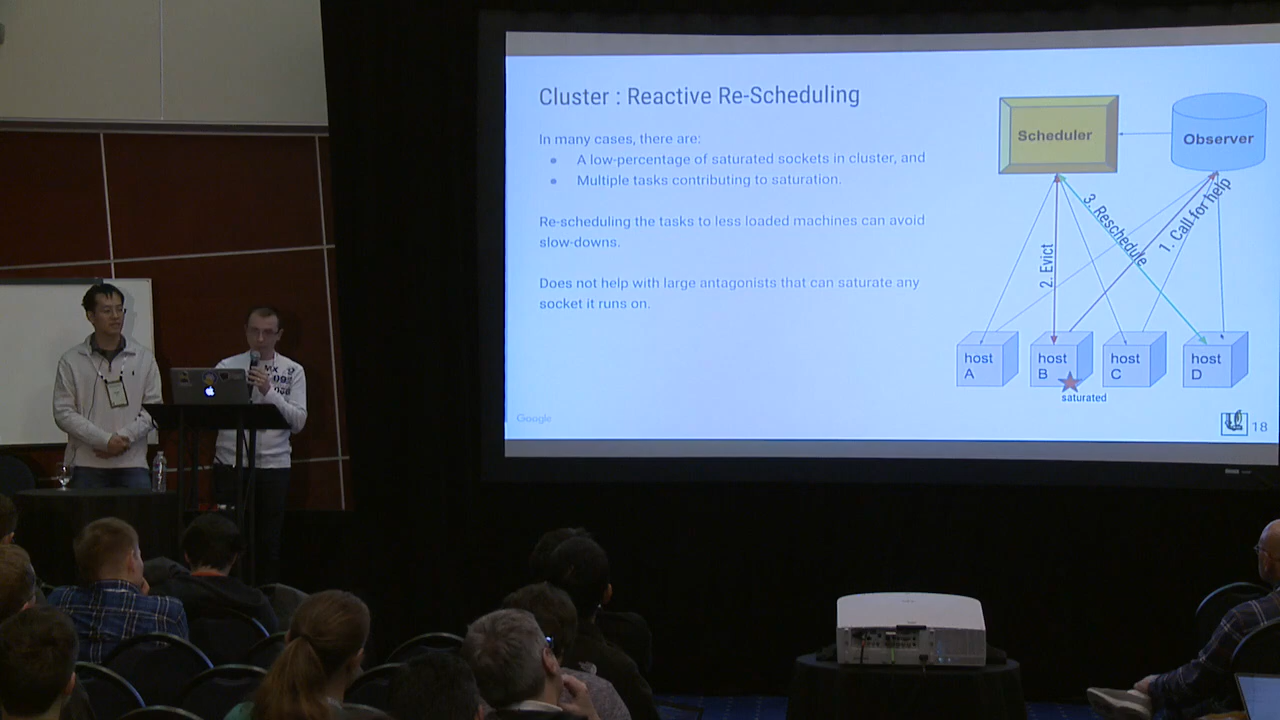 Cluster : Reactive Re-Scheduling
In many cases, there are:
● A low-percentage of saturated sockets in cluster, and
● Multiple tasks contributing to saturation.
Re-scheduling the tasks to less loaded machines can avoid
slow-downs.
Does not help with large antagonists that can saturate any
socket it runs on.
Scheduler
Observer
3. Reschedule
1. Call for help
2. Evict
host
A
host
B
host
C
host
D
saturated
Google
18
MX